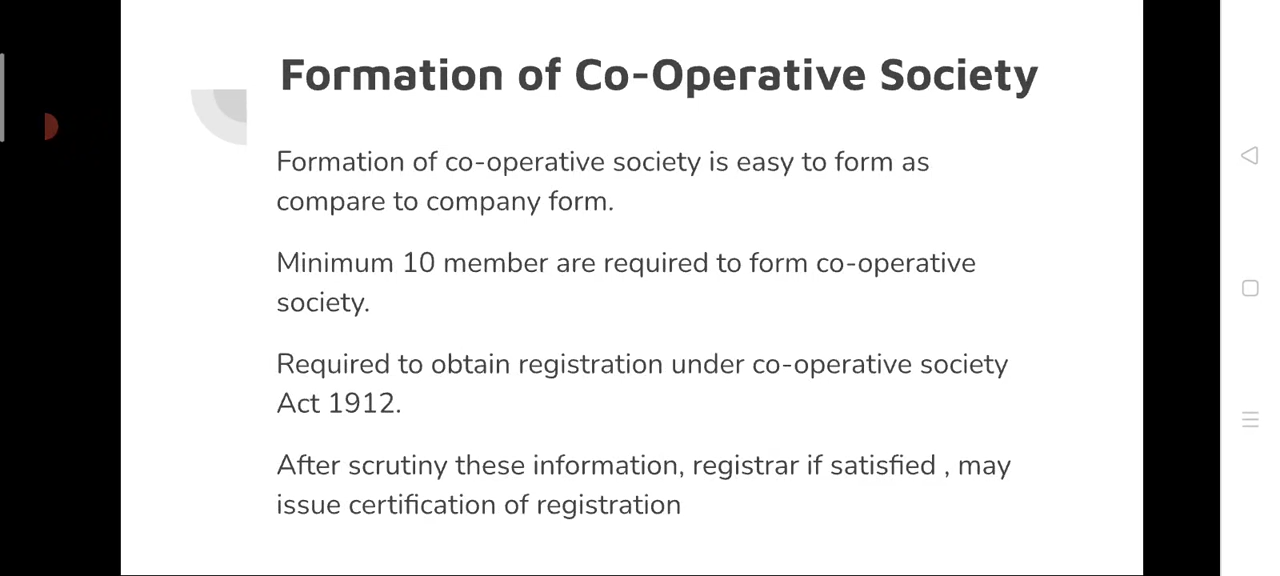 Formation of Co-Operative Society
Formation of co-operative society is easy to form as
compare to company form.
Minimum 10 member are required to form co-operative
society.
Required to obtain registration under co-operative society
Act 1912.
After scrutiny these information, registrar if satisfied , may
issue certification of registration